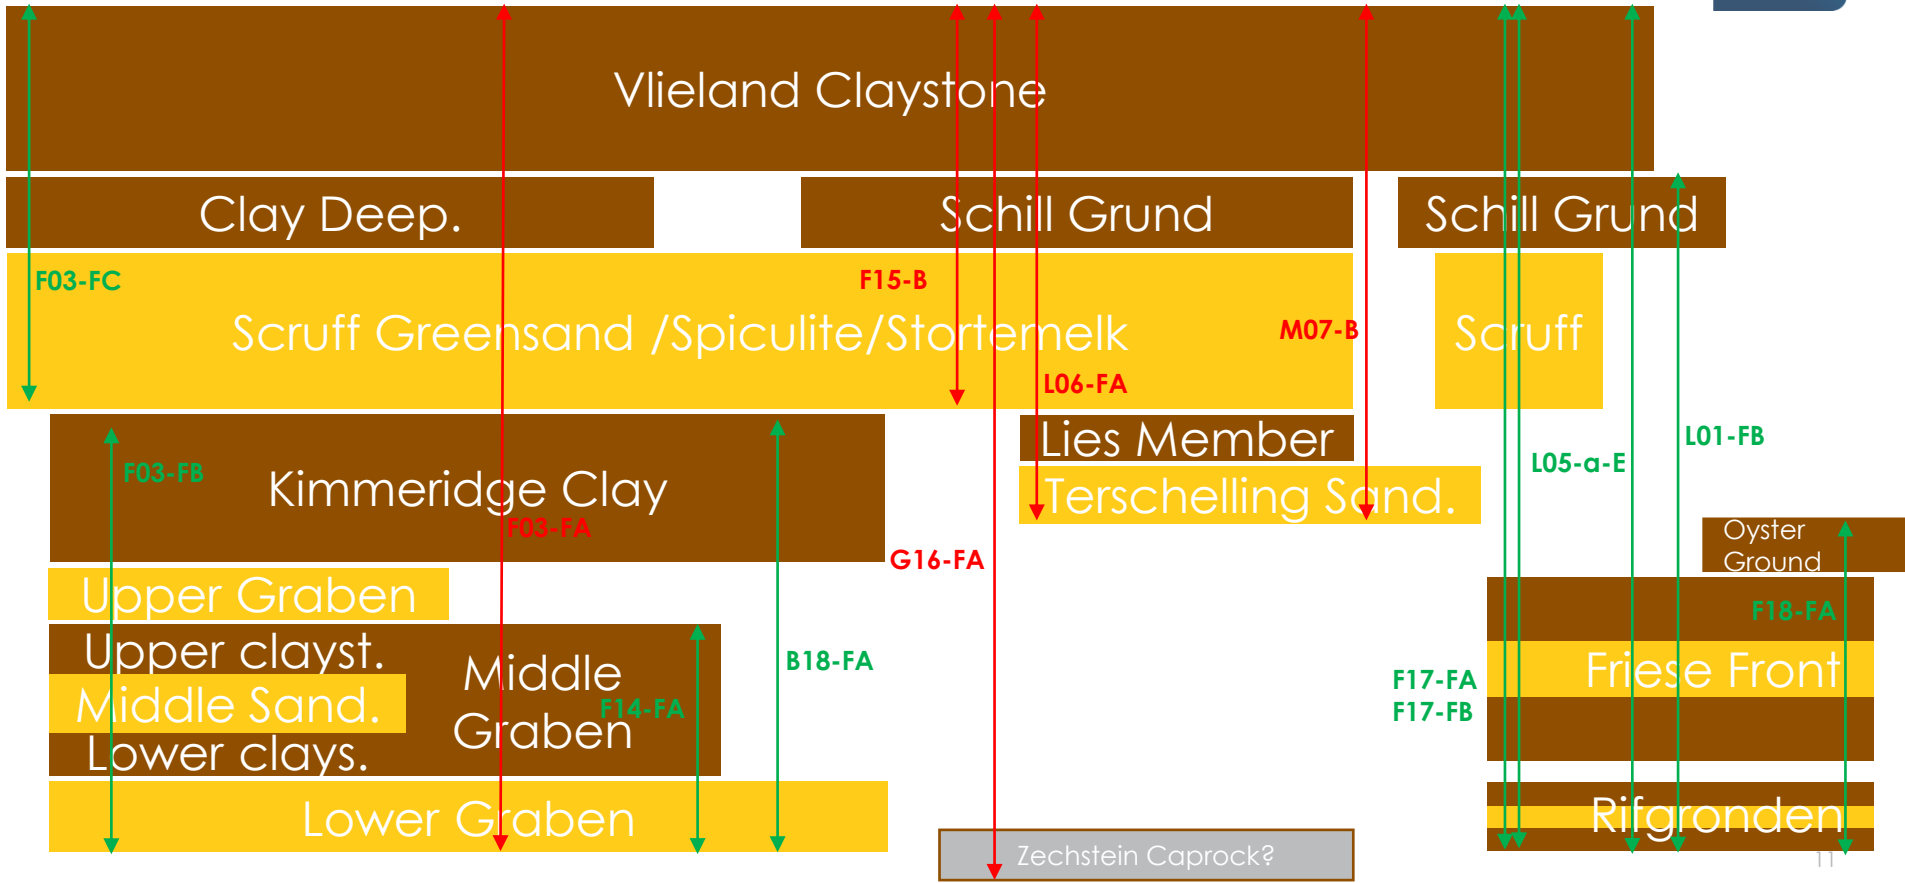 Vlieland Claystone
Clay Deep.
Schill Grund
Schill Grund
F03-FC
F15-B
Scruff Greensand /Spiculite/Stortemelk
M07-B
Scruff
L06-FA
Lies Member
L01-FB
F03-FB
L05-a-E
Kimmeridge Clay
Terschelling Sand.
F03-FA
Oyster
Ground
G16-FA
Upper Graben
F18-FA
Upper clayst.
B18-FA
Middle
Graben
Friese Front
F17-FA
F17-FB
Middle Sand.
F14-FA
Lower clays.
Lower Graben
Rifgronden
Zechstein Caprock?
11